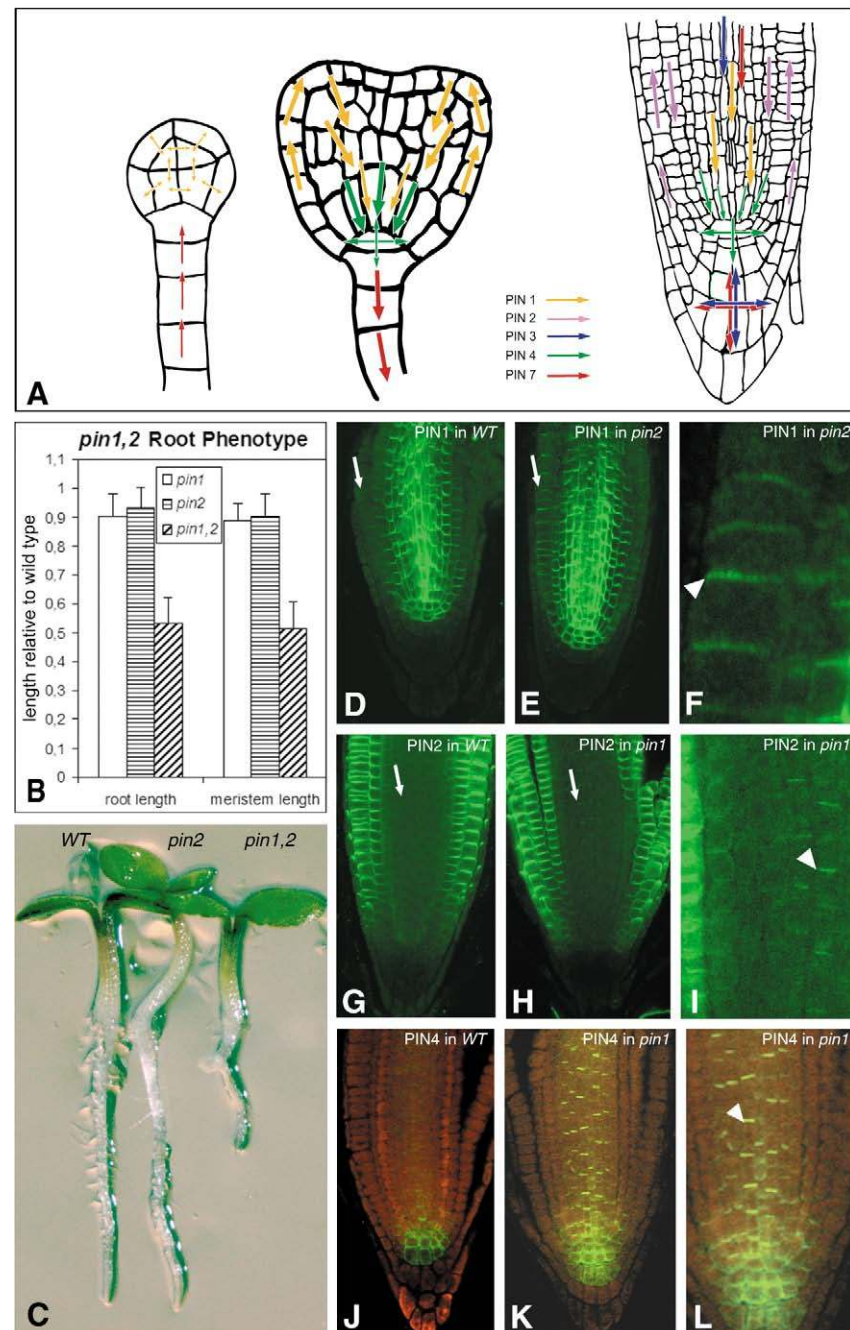 PIN 1
PIN 2
PIN 3
PIN 4
PIN 7
A
pin1,2 Root Phenotype
length relative to wild type
1,1
1
0,9
0,8
0,7
0,6
0,5
0,4
0,3
0,2
0,1
0
pin1
pin2
pin1,2
root length
meristem length
B
WT
pin2
pin1,2
C
PIN1 in WT
D
PIN1 in pin2
E
PIN1 in pin2
F
PIN2 in WT
G
PIN2 in pin1
H
PIN2 in pin1
I
PIN4 in WT
J
PIN4 in pin1
K
PIN4 in pin1
L